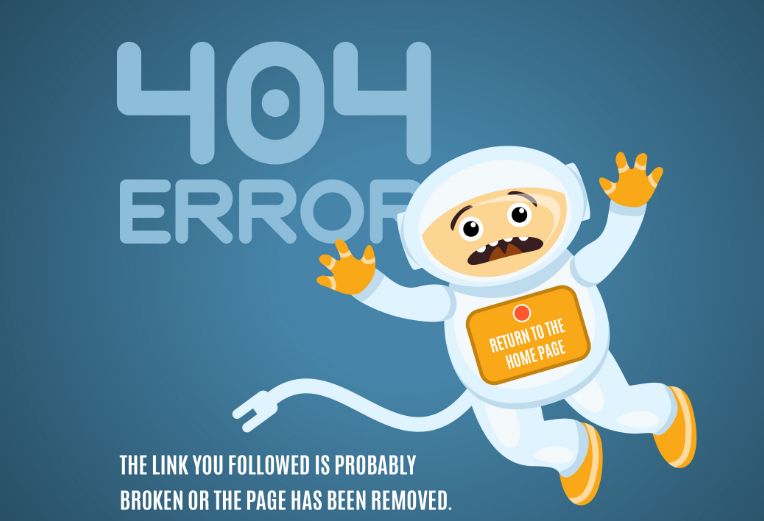 404
ERROR
RETURN TO THE
HOME PAGE
THE LINK YOU FOLLOWED IS PROBABLY
BROKEN OR THE PAGE HAS BEEN REMOVED.